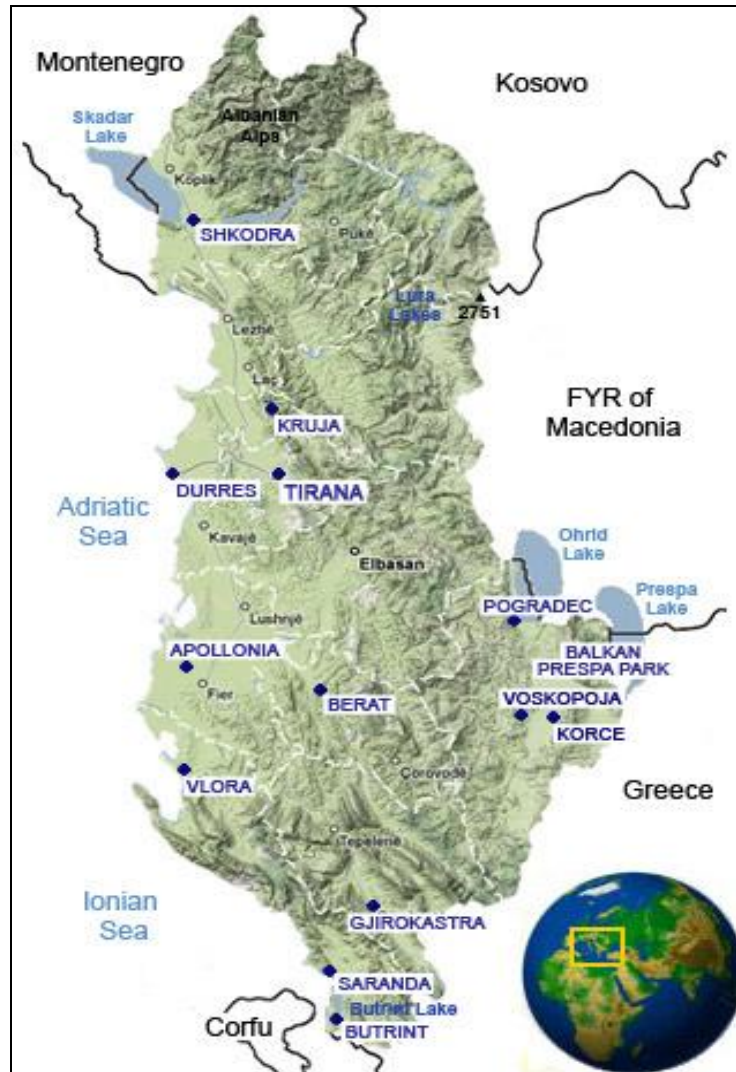 Montenegro
Kosovo
Skadar
Lake
Albanian
Alps
Koplik
SHKODRA
Pukë
Lura
Lakes
2751
Lezhë
Laç
KRUJA
FYR of
Macedonia
DURRES
TIRANA
Adriatic
Sea
Kavajë
Elbasan
Ohrid
Lake
Prespa
Lake
Lushnjë
POGRADEC
APOLLONIA
BALKAN
PRESPA PARK
Fier
BERAT
VOSKOPOJA
KORCE
VLORA
Çorovodë
Greece
Tepelenë
Ionian
Sea
GJIROKASTRA
SARANDA
Butrint Lake
BUTRINT
Corfu